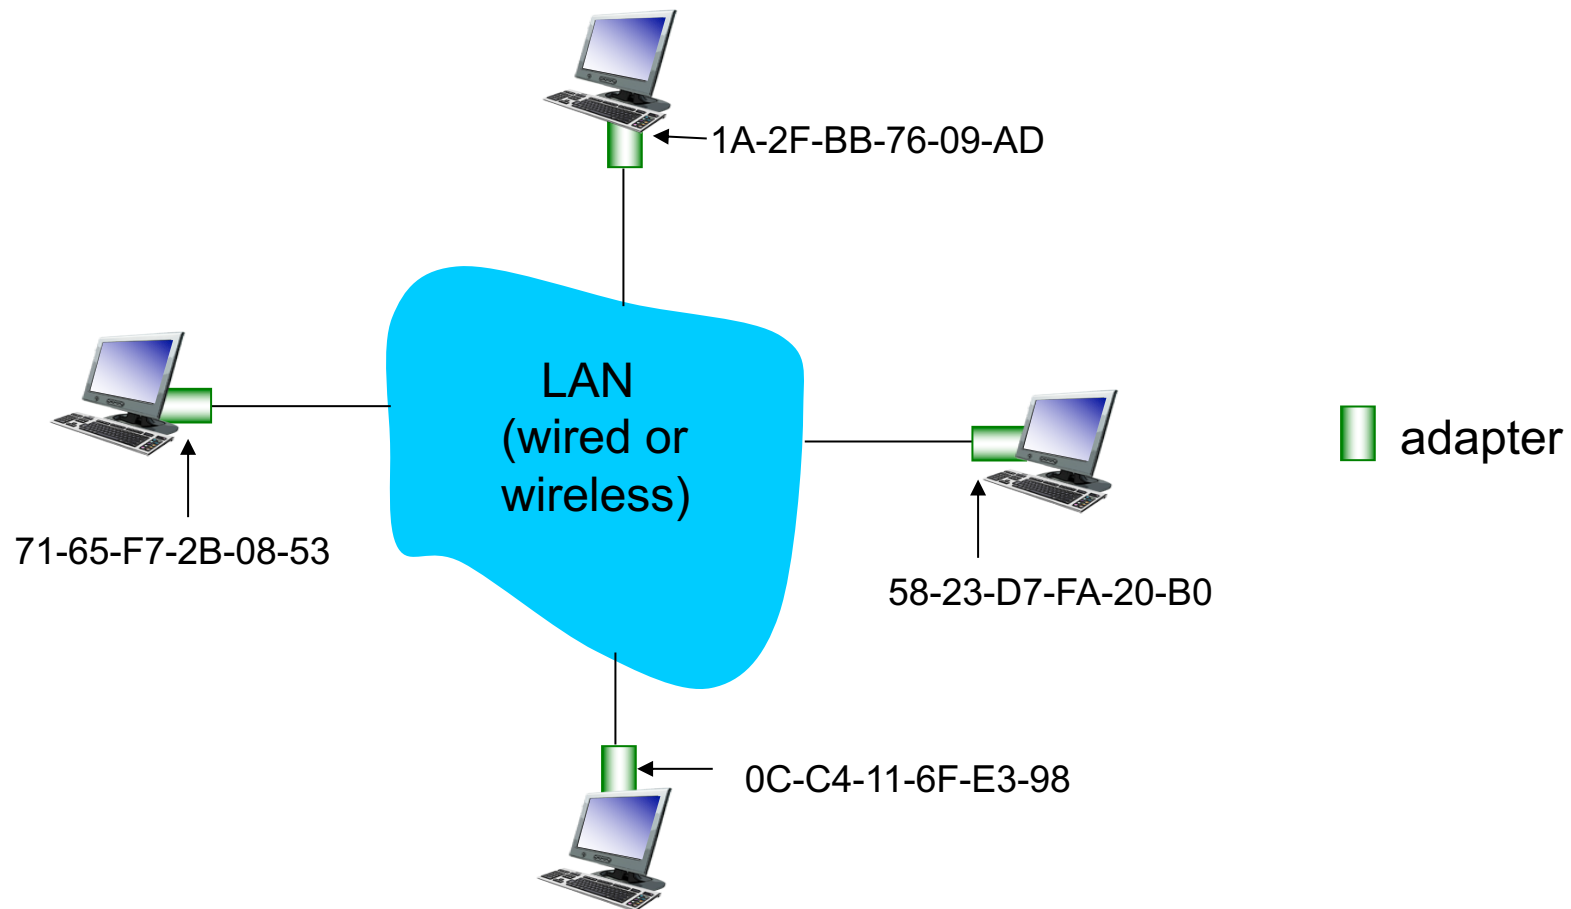 1A-2F-BB-76-09-AD
LAN
(wired or
wireless)
adapter
71-65-F7-2B-08-53
58-23-D7-FA-20-B0
0C-C4-11-6F-E3-98